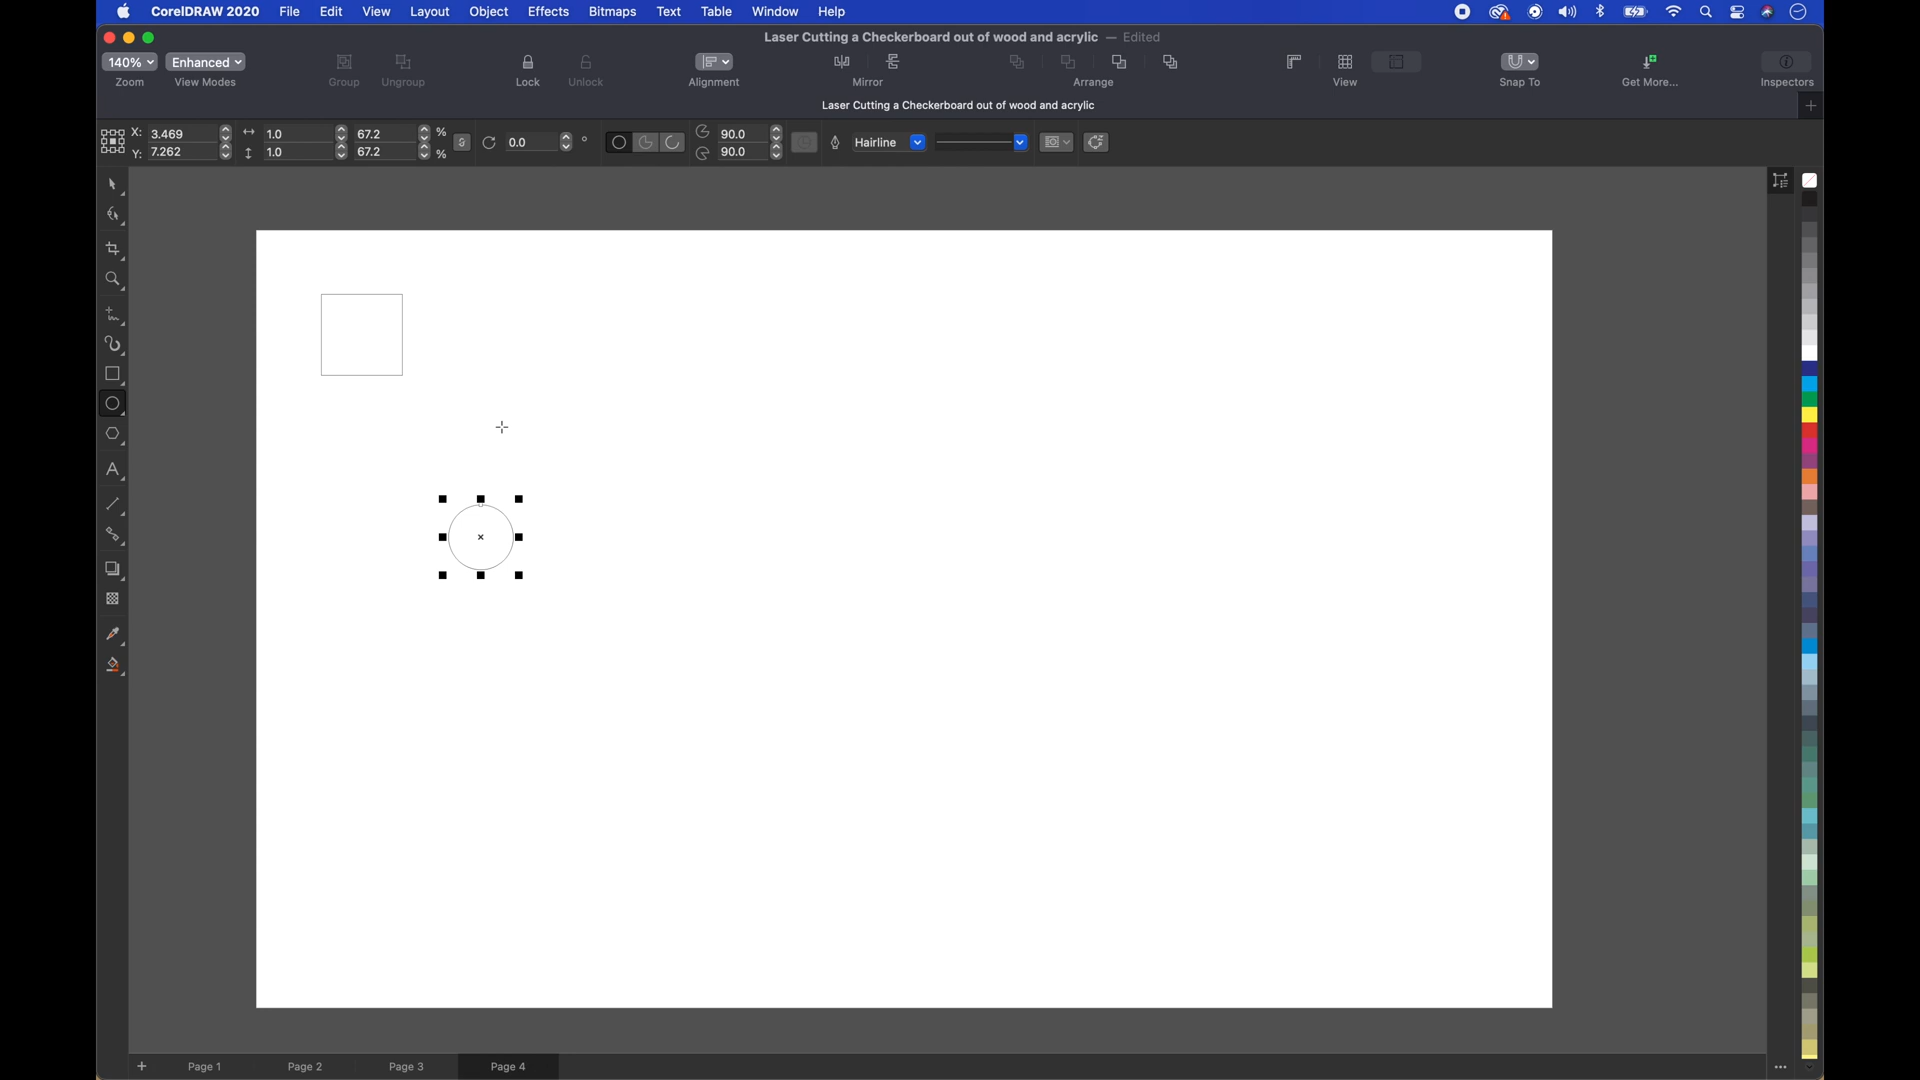 CorelDRAW 2020 File Edit View Layout Object Effects Bitmaps Text Table Window Help
Laser Cutting a Checkerboard out of wood and acrylic — Edited
140% Enhanced
Zoom View Modes Group Ungroup Lock Unlock Alignment Mirror Arrange View Snap To Get More... Inspectors
Laser Cutting a Checkerboard out of wood and acrylic
X: 3.469 1.0 67.2 % 90.0
0.0 ° Hairline
Y: 7.262 1.0 67.2 % 90.0
Page 1 Page 2 Page 3 Page 4